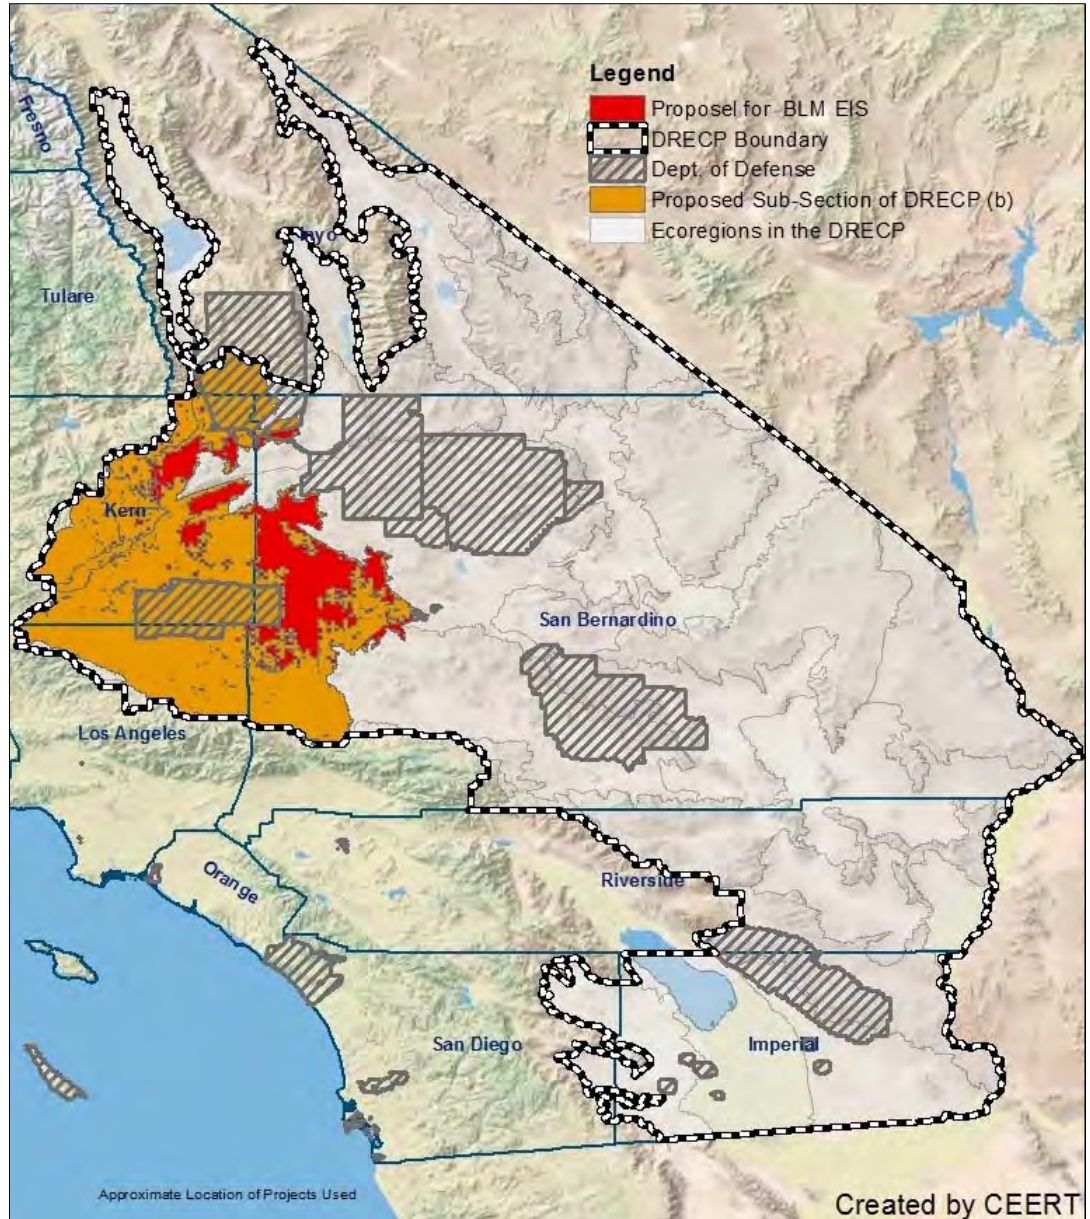 Legend
Proposal for BLM EIS
DRECP Boundary
Dept. of Defense
Proposed Sub-Section of DRECP (b)
Ecoregions in the DRECP
Fresno
Inyo
Tulare
Kern
San Bernardino
Los Angeles
Riverside
Orange
San Diego
Imperial
Approximate Location of Projects Used
Created by CEERT